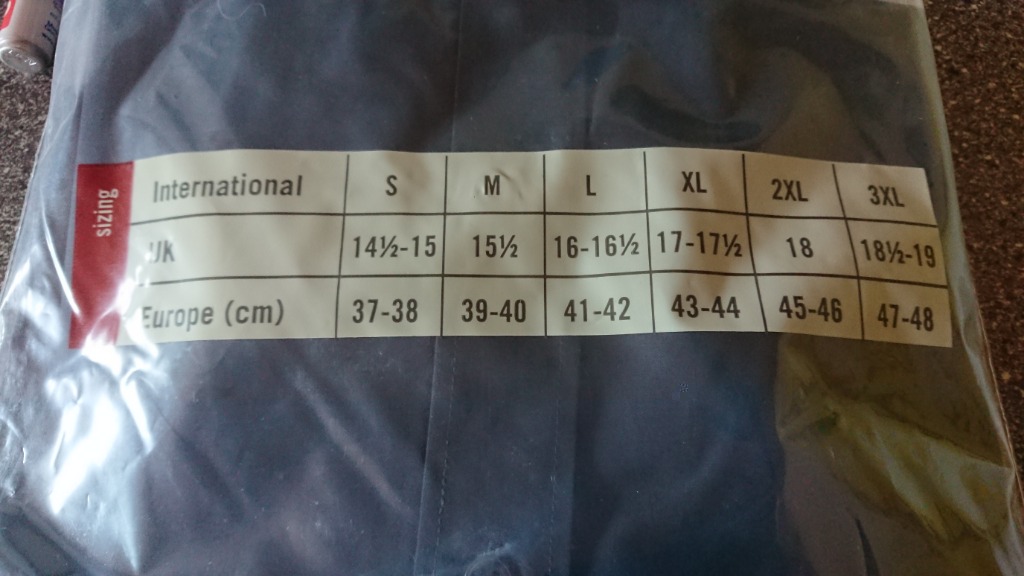 sizing
International S M L XL 2XL 3XL
UK 14½-15 15½ 16-16½ 17-17½ 18 18½-19
Europe (cm) 37-38 39-40 41-42 43-44 45-46 47-48